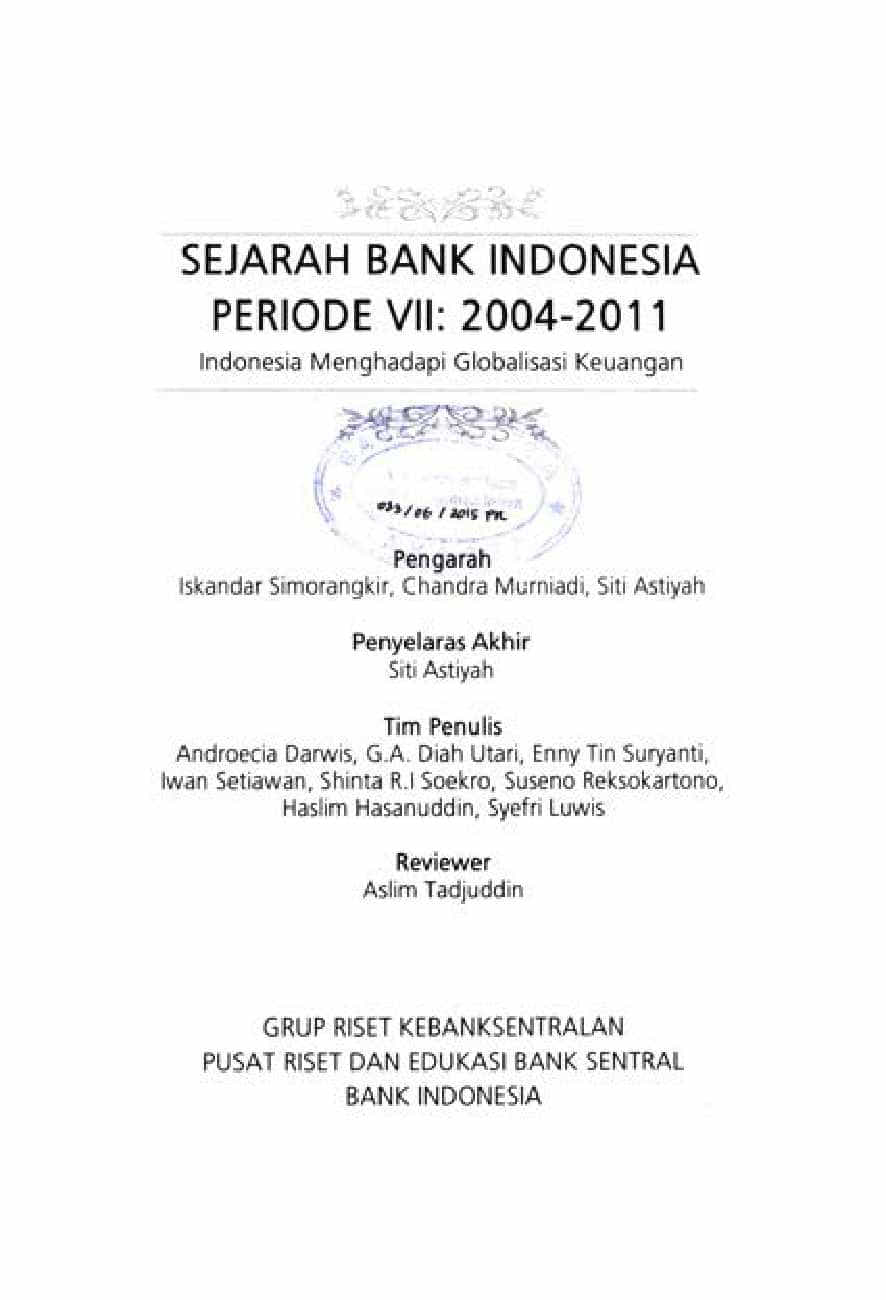 SEJARAH BANK INDONESIA
PERIODE VII: 2004-2011
Indonesia Menghadapi Globalisasi Keuangan
/ 06 / 2015
Pengarah
Iskandar Simorangkir, Chandra Murniadi, Siti Astiyah
Penyelaras Akhir
Siti Astiyah
Tim Penulis
Androecia Darwis, G.A. Diah Utari, Enny Tin Suryanti,
Iwan Setiawan, Shinta R.I Soekro, Suseno Reksokartono,
Haslim Hasanuddin, Syefri Luwis
Reviewer
Aslim Tadjuddin
GRUP RISET KEBANKSENTRALAN
PUSAT RISET DAN EDUKASI BANK SENTRAL
BANK INDONESIA